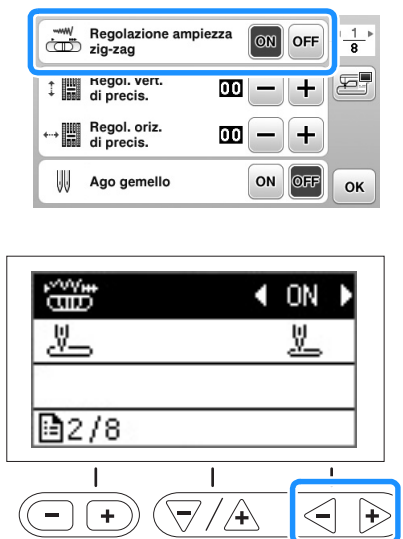 Regolazione ampiezza
zig-zag
ON OFF
1
8
Regol. vert.
di precis.
00 - +
Regol. oriz.
di precis.
00 - +
Ago gemello
ON OFF
OK
ON
2/8
- +
- / +
- +